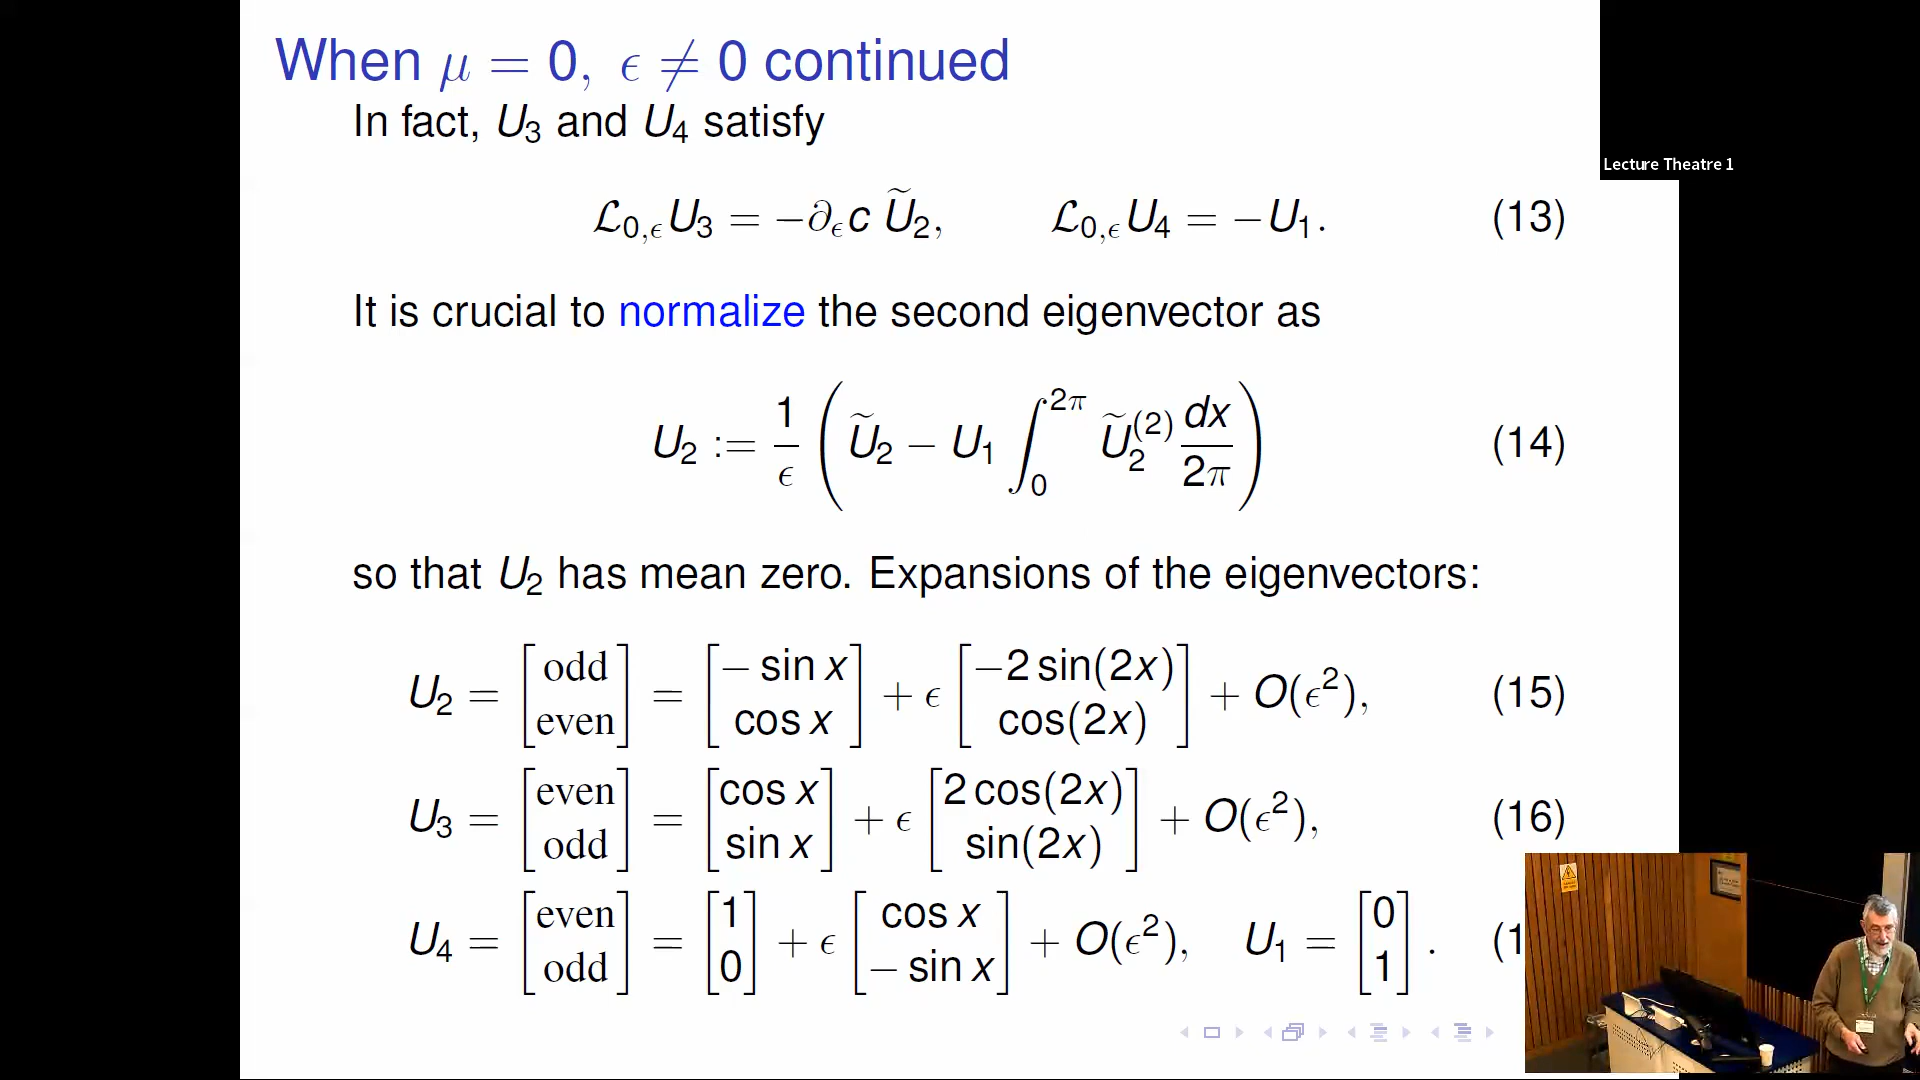 When μ = 0, ϵ ≠ 0 continued
In fact, U₃ and U₄ satisfy
Lecture Theatre 1
ℒ₀,ϵU₃ = −∂ϵc Ũ₂, ℒ₀,ϵU₄ = −U₁. (13)
It is crucial to normalize the second eigenvector as
U₂ := 1/ϵ ( Ũ₂ − U₁ ∫₀^{2π} Ũ₂^{(2)} dx/2π ) (14)
so that U₂ has mean zero. Expansions of the eigenvectors:
U₂ = [odd; even] = [− sin x; cos x] + ϵ [−2 sin(2x); cos(2x)] + O(ϵ²), (15)
U₃ = [even; odd] = [cos x; sin x] + ϵ [2 cos(2x); sin(2x)] + O(ϵ²), (16)
U₄ = [even; odd] = [1; 0] + ϵ [cos x; − sin x] + O(ϵ²), U₁ = [0; 1]. (1